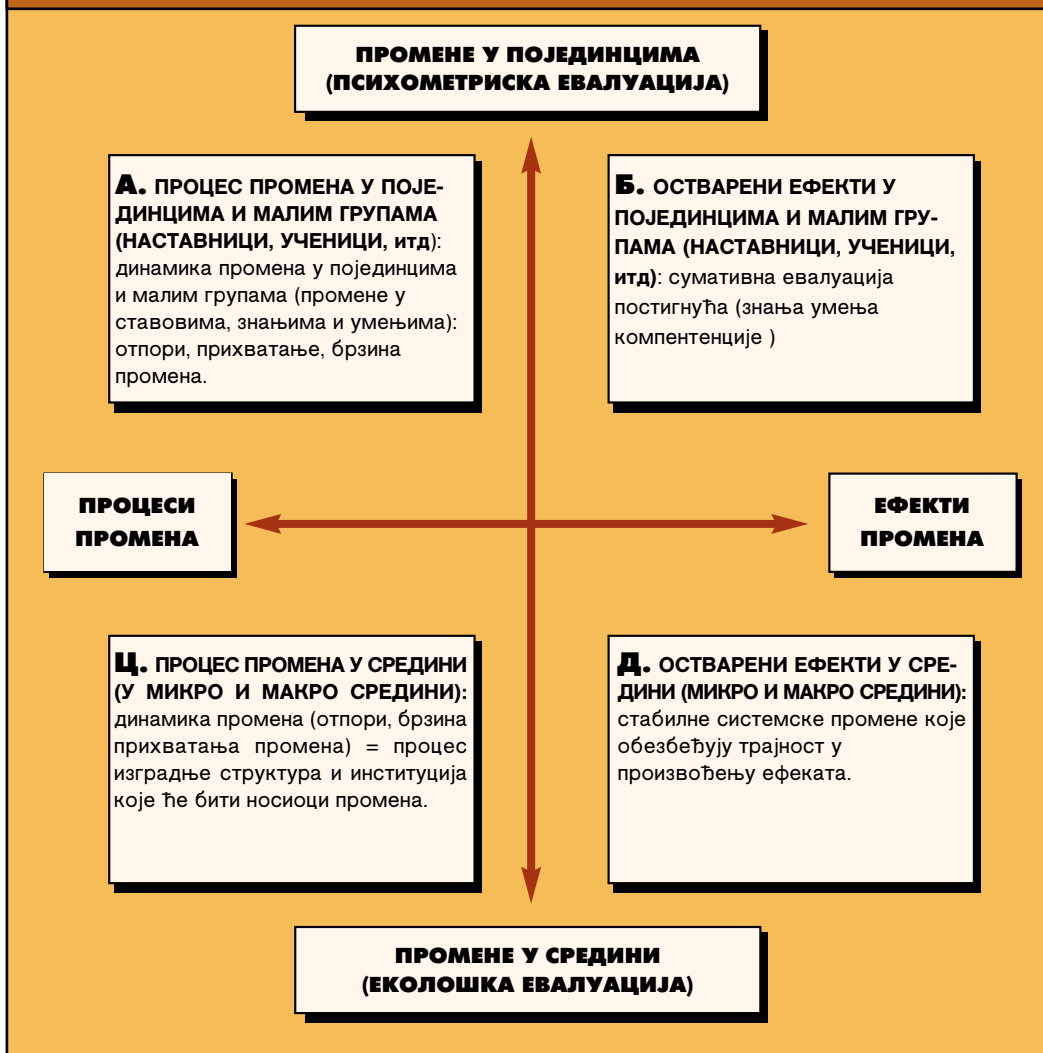 ПРОМЕНЕ У ПОЈЕДИНЦИМА
(ПСИХОМЕТРИСКА ЕВАЛУАЦИЈА)
А. ПРОЦЕС ПРОМЕНА У ПОЈЕ-
ДИНЦИМА И МАЛИМ ГРУПАМА
(НАСТАВНИЦИ, УЧЕНИЦИ, итд):
динамика промена у појединцима
и малим групама (промене у
ставовима, знањима и умењима):
отпори, прихватање, брзина
промена.
Б. ОСТВАРЕНИ ЕФЕКТИ У
ПОЈЕДИНЦИМА И МАЛИМ ГРУ-
ПАМА (НАСТАВНИЦИ, УЧЕНИЦИ,
итд): сумативна евалуација
постигнућа (знања умења
компентенције )
ПРОЦЕСИ
ПРОМЕНА
ЕФЕКТИ
ПРОМЕНА
Ц. ПРОЦЕС ПРОМЕНА У СРЕДИНИ
(У МИКРО И МАКРО СРЕДИНИ):
динамика промена (отпори, брзина
прихватања промена) = процес
изградње структура и институција
које ће бити носиоци промена.
Д. ОСТВАРЕНИ ЕФЕКТИ У СРЕ-
ДИНИ (МИКРО И МАКРО СРЕДИНИ):
стабилне системске промене које
обезбеђују трајност у
произвођењу ефеката.
ПРОМЕНЕ У СРЕДИНИ
(ЕКОЛОШКА ЕВАЛУАЦИЈА)